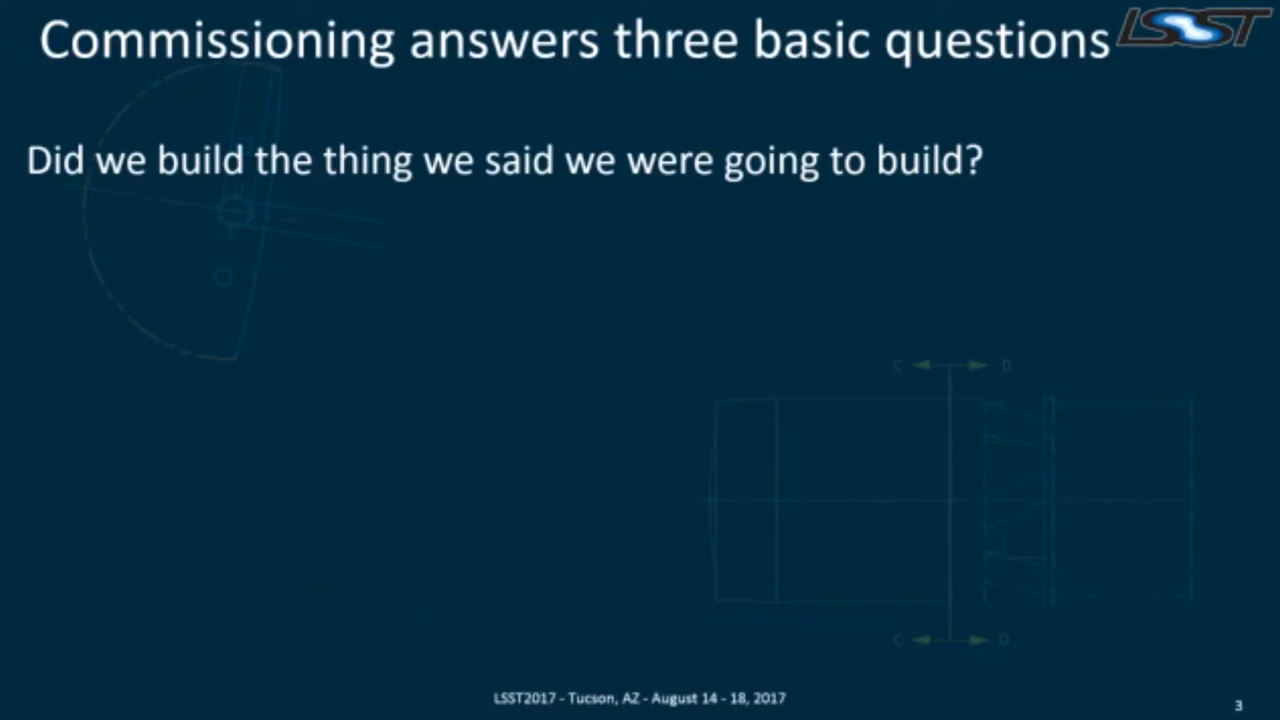 Commissioning answers three basic questions
LSST
Did we build the thing we said we were going to build?
C D
C D
LSST2017 - Tucson, AZ - August 14 - 18, 2017
3